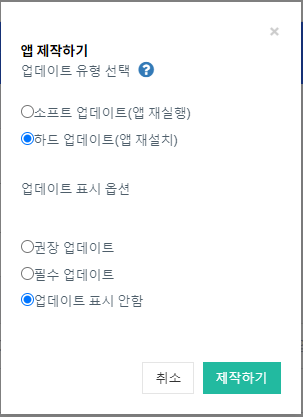 ×
앱 제작하기
업데이트 유형 선택 ?
소프트 업데이트(앱 재실행)
하드 업데이트(앱 재설치)
업데이트 표시 옵션
권장 업데이트
필수 업데이트
업데이트 표시 안함
취소 제작하기